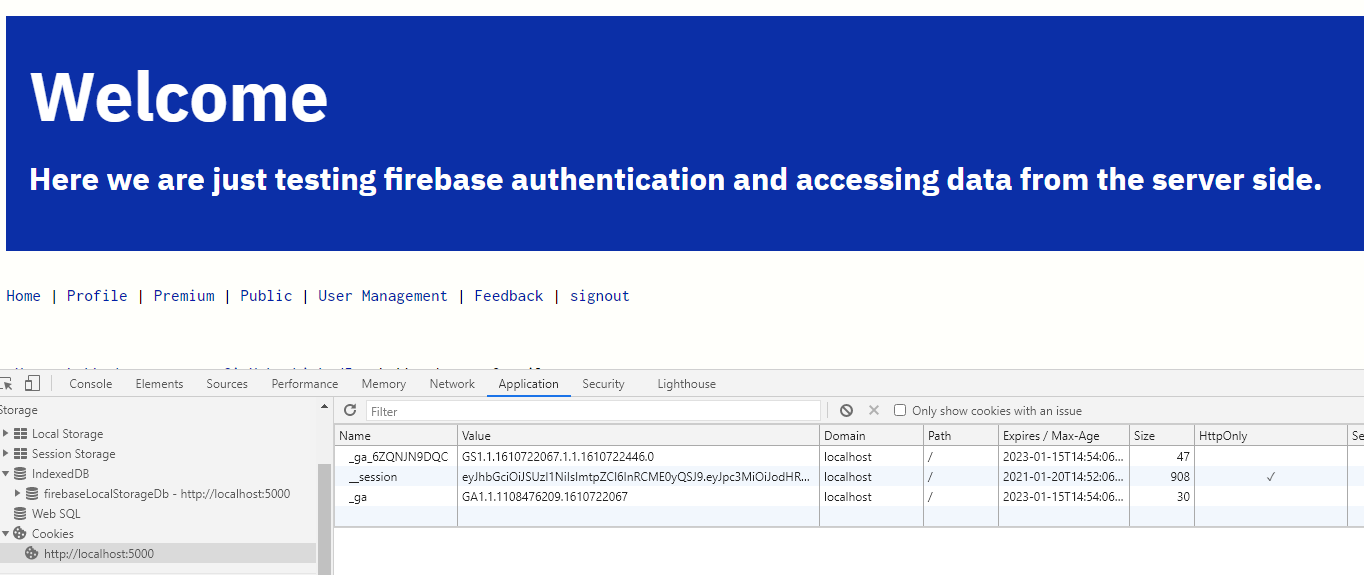 Welcome
Here we are just testing firebase authentication and accessing data from the server side.
Home | Profile | Premium | Public | User Management | Feedback | signout
Console Elements Sources Performance Memory Network Application Security Lighthouse
Storage
Filter
Only show cookies with an issue
Local Storage
Session Storage
IndexedDB
firebaseLocalStorageDb - http://localhost:5000
Web SQL
Cookies
http://localhost:5000
Name Value Domain Path Expires / Max-Age Size HttpOnly Se
_ga_6ZQNJN9DQC GS1.1.1610722067.1.1.1610722446.0 localhost / 2023-01-15T14:54:06... 47
__session eyJhbGciOiJSUzI1NiIsImtpZCI6InRCME0yQSJ9.eyJpc3MiOiJodHR... localhost / 2021-01-20T14:52:06... 908 ✓
_ga GA1.1.1108476209.1610722067 localhost / 2023-01-15T14:54:06... 30